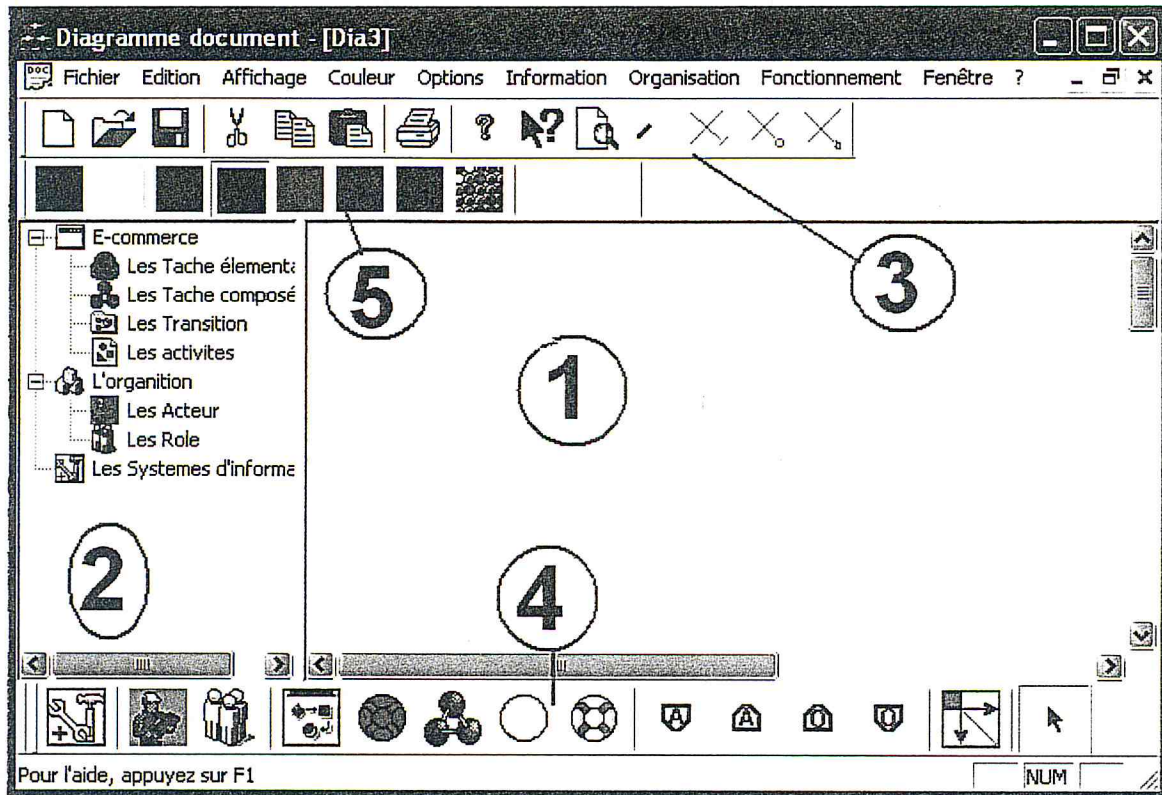 Diagramme document - [Dia3]
DOC Fichier Edition Affichage Couleur Options Information Organisation Fonctionnement Fenêtre ?
? ?
E-commerce
Les Tache élementa
Les Tache composé
Les Transition
Les activites
L'organition
Les Acteur
Les Role
Les Systemes d'informa
5
3
1
2
4
A A O O
Pour l'aide, appuyez sur F1 NUM